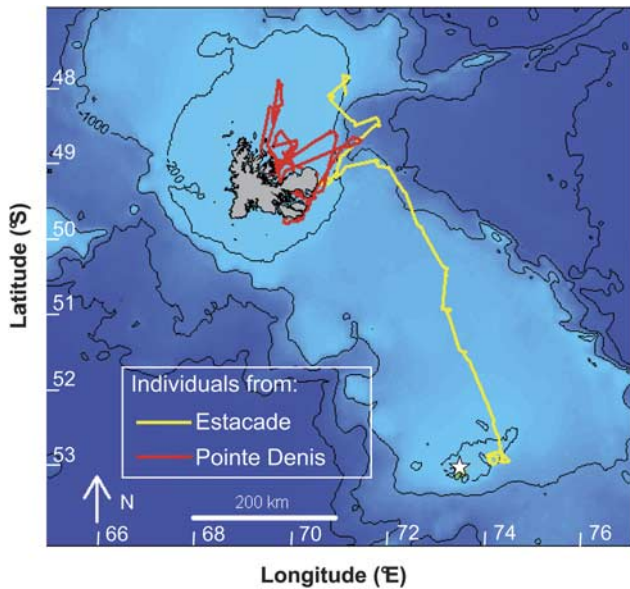 48
-1000
-200
49
50
51
52
53
Latitude (°S)
Individuals from:
Estacade
Pointe Denis
N
200 km
66
70
72
74
76
Longitude (°E)